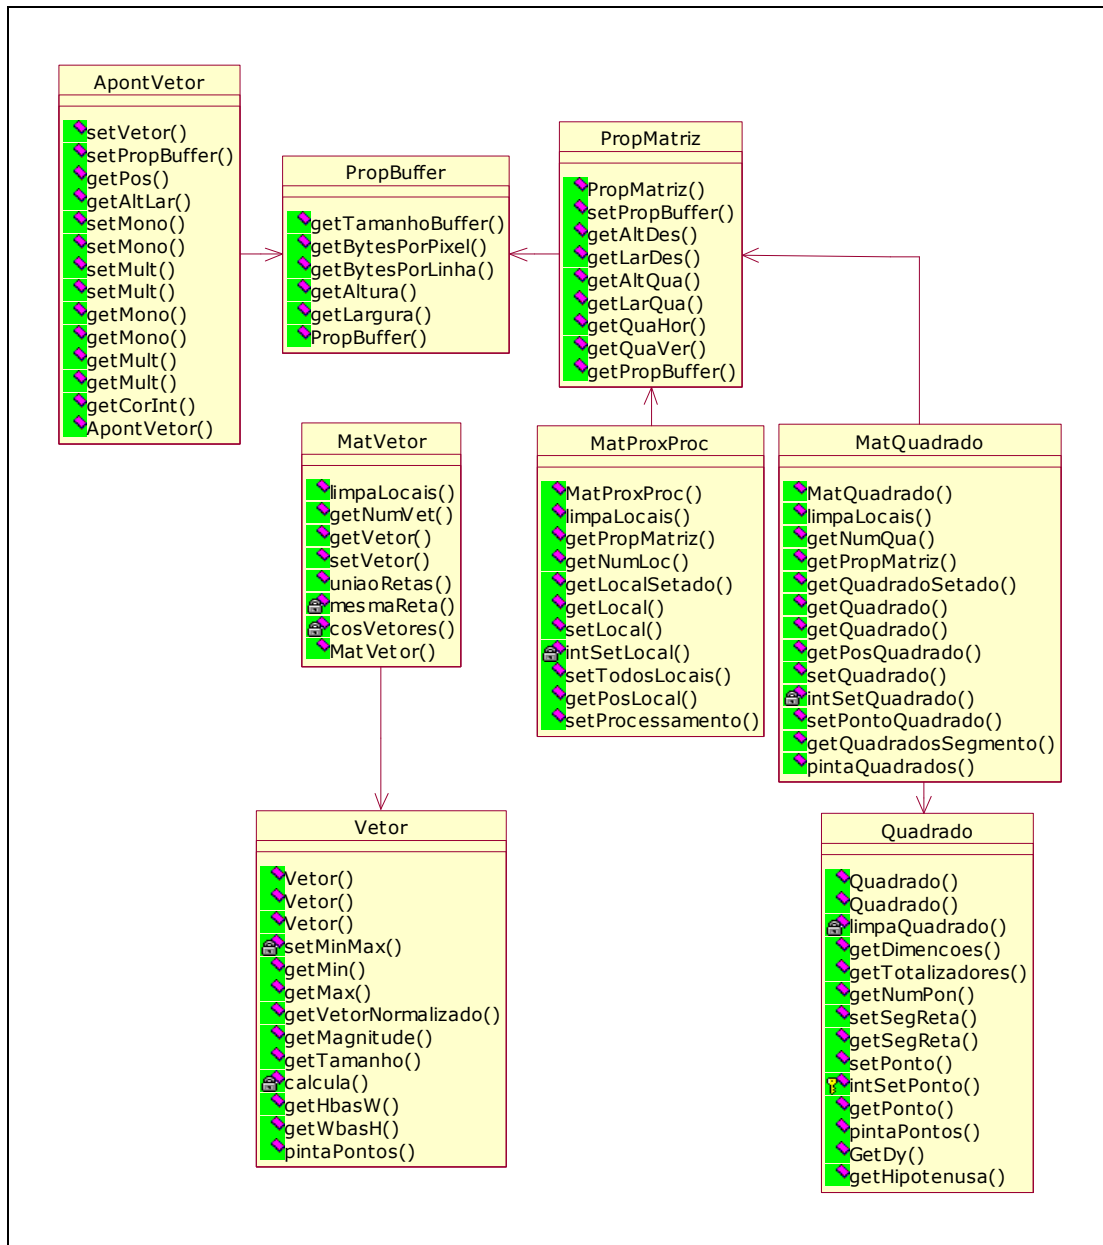 ApontVetor
setVetor()
setPropBuffer()
getPos()
getAltLar()
setMono()
setMono()
setMult()
setMult()
getMono()
getMono()
getMult()
getMult()
getCorInt()
ApontVetor()
PropBuffer
getTamanhoBuffer()
getBytesPorPixel()
getBytesPorLinha()
getAltura()
getLargura()
PropBuffer()
PropMatriz
PropMatriz()
setPropBuffer()
getAltDes()
getLarDes()
getAltQua()
getLarQua()
getQuaHor()
getQuaVer()
getPropBuffer()
MatVetor
limpaLocais()
getNumVet()
getVetor()
setVetor()
uniaoRetas()
mesmaReta()
cosVetores()
MatVetor()
MatProxProc
MatProxProc()
limpaLocais()
getPropMatriz()
getNumLoc()
getLocalSetado()
getLocal()
setLocal()
intSetLocal()
setTodosLocais()
getPosLocal()
setProcessamento()
MatQuadrado
MatQuadrado()
limpaLocais()
getNumQua()
getPropMatriz()
getQuadradoSetado()
getQuadrado()
getQuadrado()
getPosQuadrado()
setQuadrado()
intSetQuadrado()
setPontoQuadrado()
getQuadradosSegmento()
pintaQuadrados()
Vetor
Vetor()
Vetor()
Vetor()
setMinMax()
getMin()
getMax()
getVetorNormalizado()
getMagnitude()
getTamanho()
calcula()
getHbasW()
getWbasH()
pintaPontos()
Quadrado
Quadrado()
Quadrado()
limpaQuadrado()
getDimencoes()
getTotalizadores()
getNumPon()
setSegReta()
getSegReta()
setPonto()
intSetPonto()
getPonto()
pintaPontos()
GetDy()
getHipotenusa()